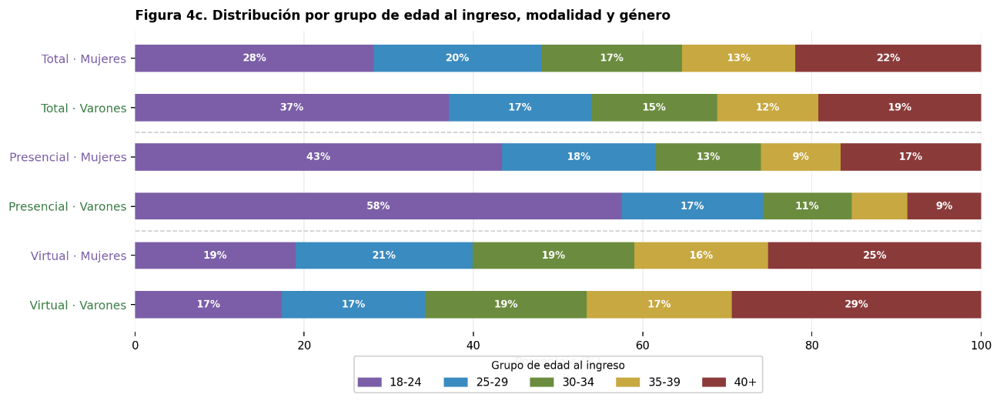 Figura 4c. Distribución por grupo de edad al ingreso, modalidad y género
Total · Mujeres 28% 20% 17% 13% 22%
Total · Varones 37% 17% 15% 12% 19%
Presencial · Mujeres 43% 18% 13% 9% 17%
Presencial · Varones 58% 17% 11% 9%
Virtual · Mujeres 19% 21% 19% 16% 25%
Virtual · Varones 17% 17% 19% 17% 29%
0 20 40 60 80 100
Grupo de edad al ingreso
18-24 25-29 30-34 35-39 40+